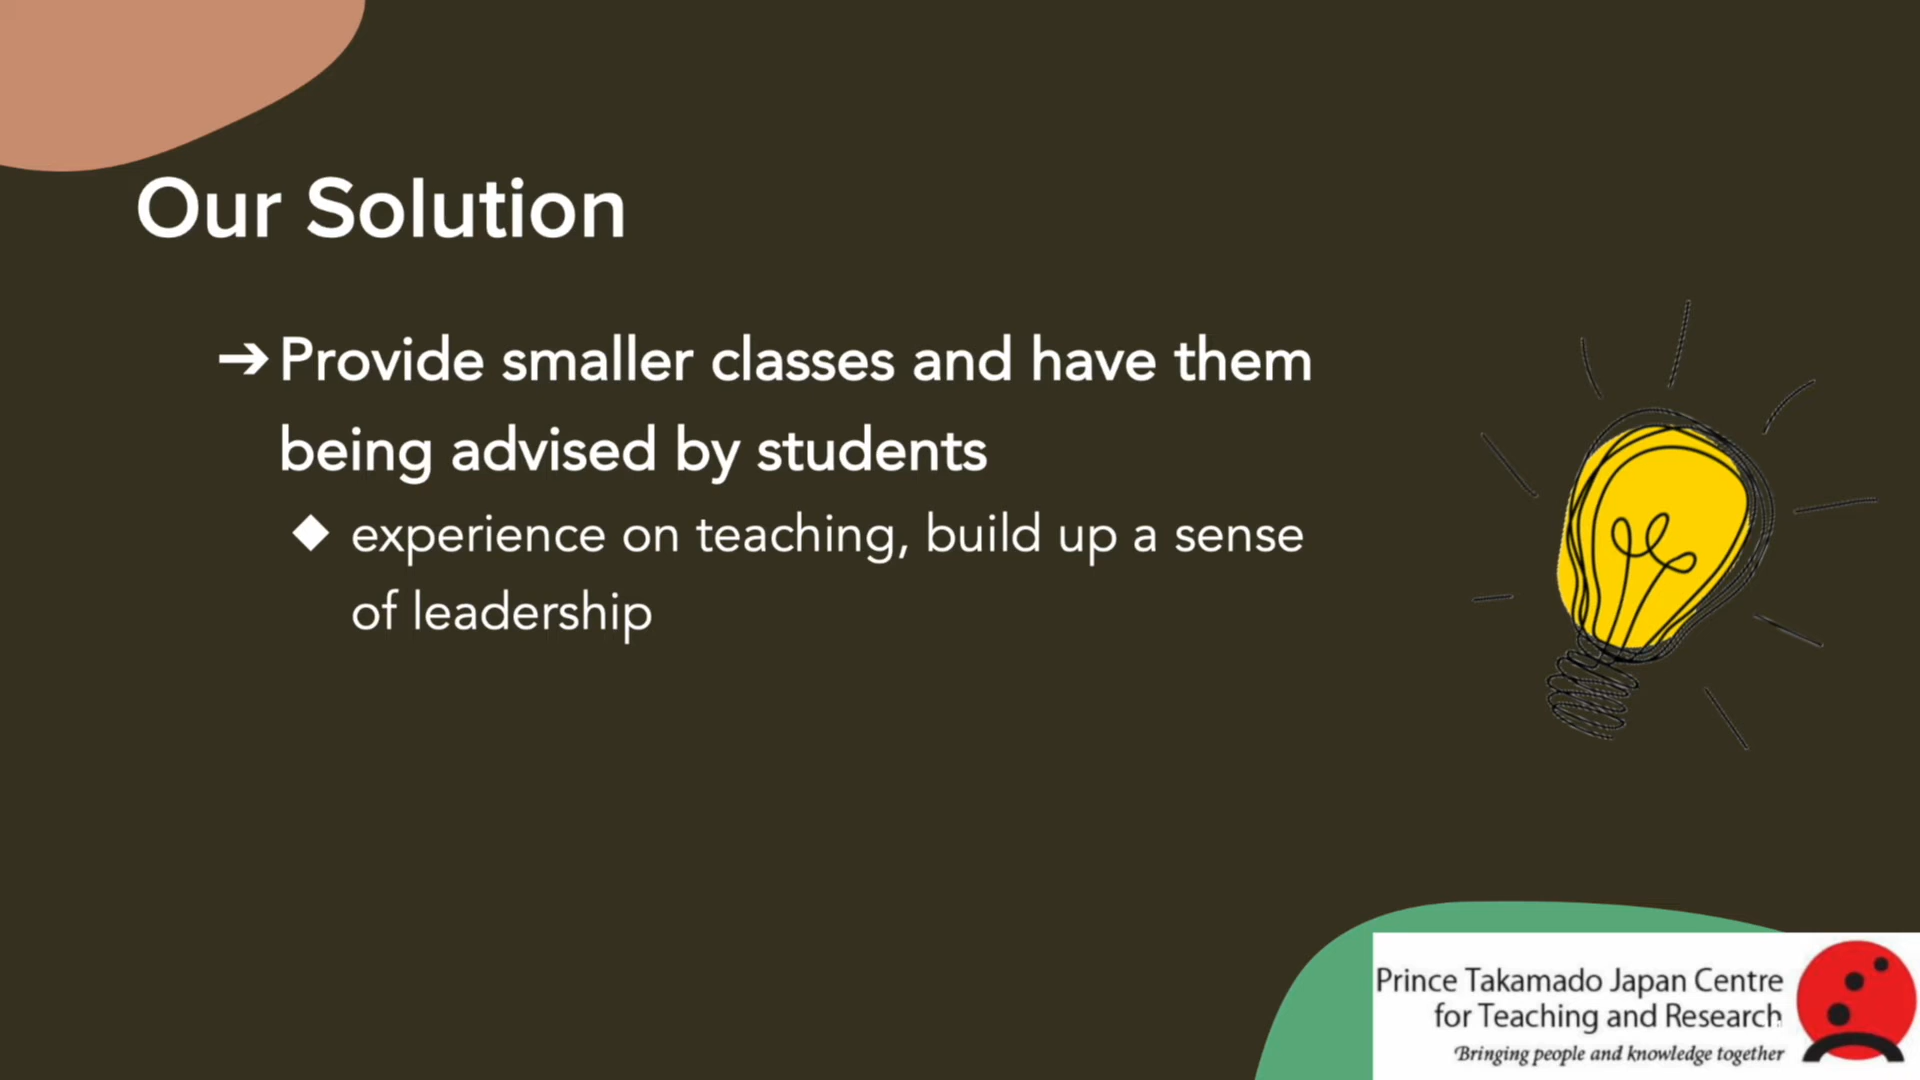 Our Solution
➔ Provide smaller classes and have them
being advised by students
◆ experience on teaching, build up a sense
of leadership
Prince Takamado Japan Centre
for Teaching and Research
Bringing people and knowledge together